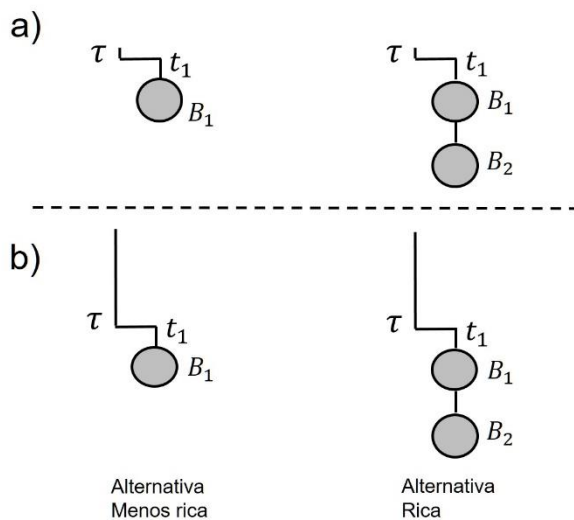 a)
τ t₁ B₁
τ t₁ B₁
B₂
b)
τ t₁ B₁
τ t₁ B₁
B₂
Alternativa
Menos rica
Alternativa
Rica